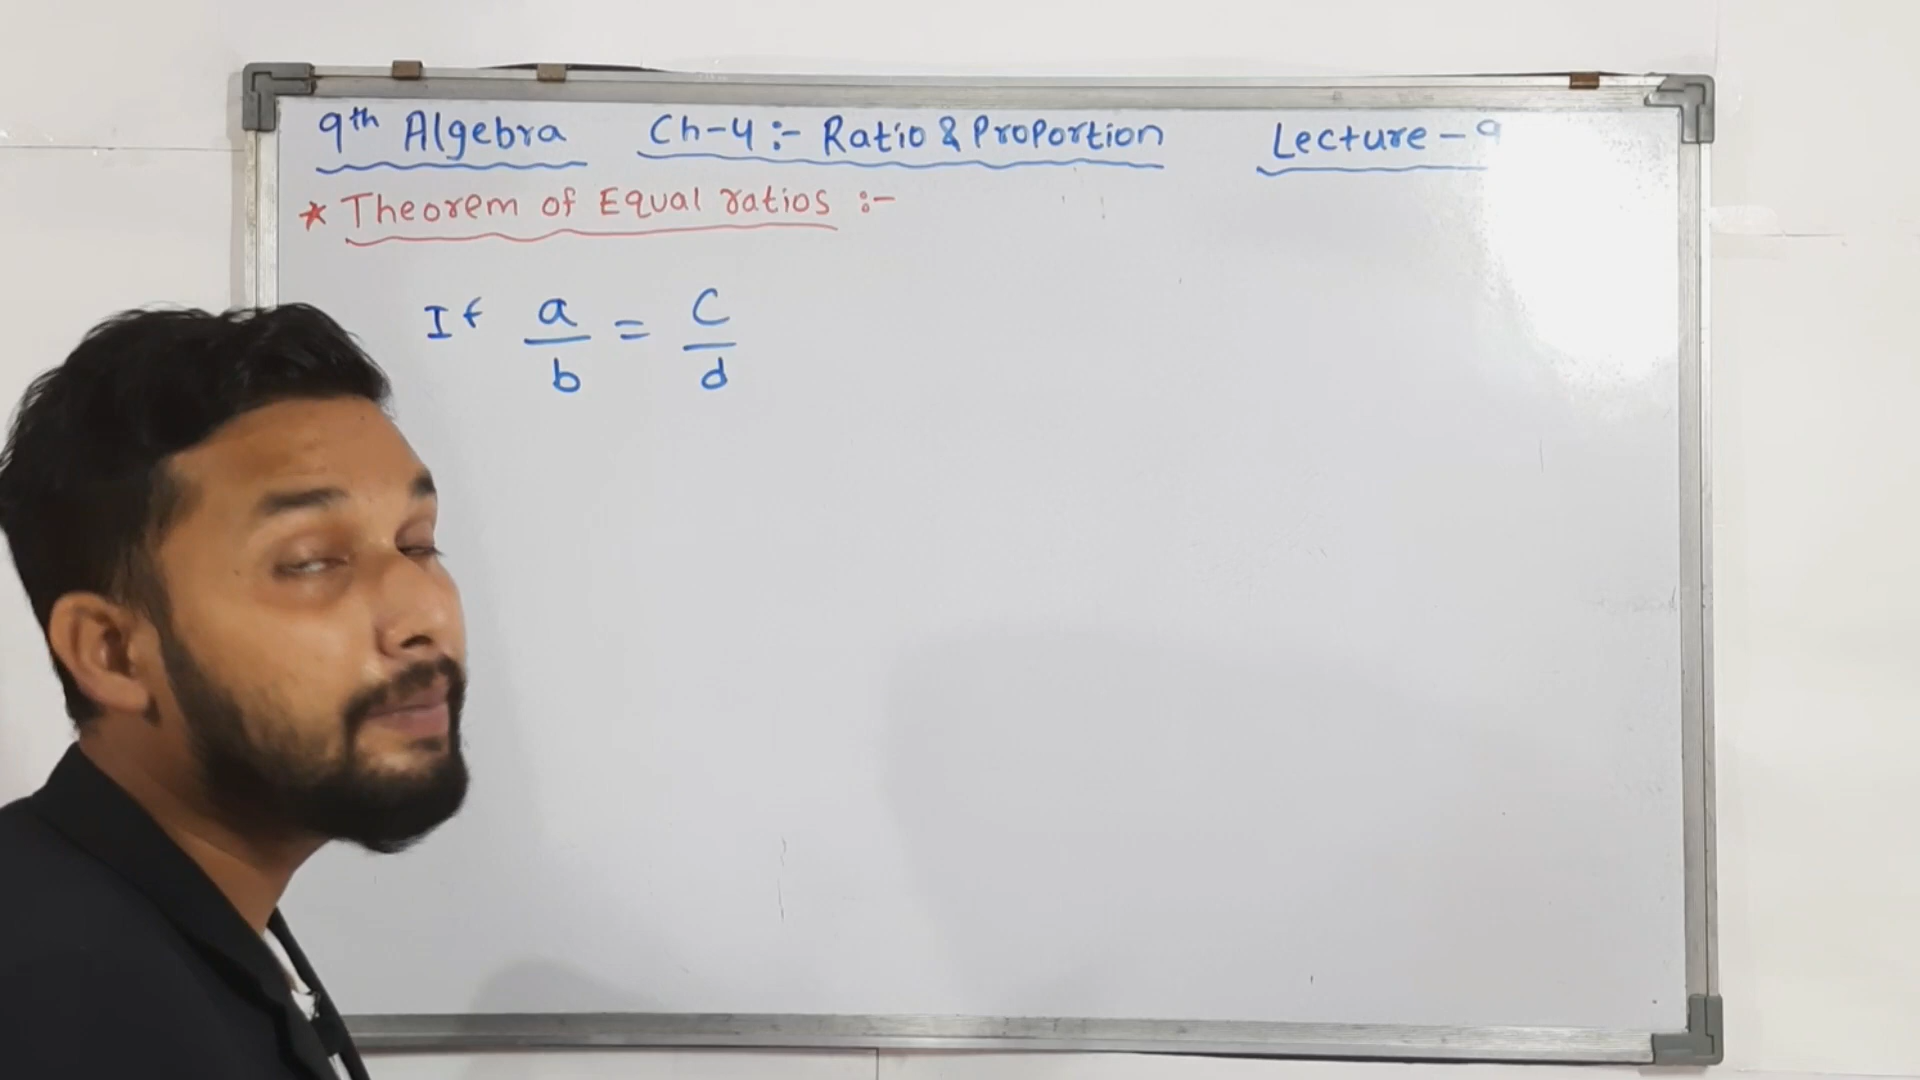 9th Algebra Ch-4:- Ratio & Proportion Lecture-9
* Theorem of Equal ratios :-
If a/b = c/d